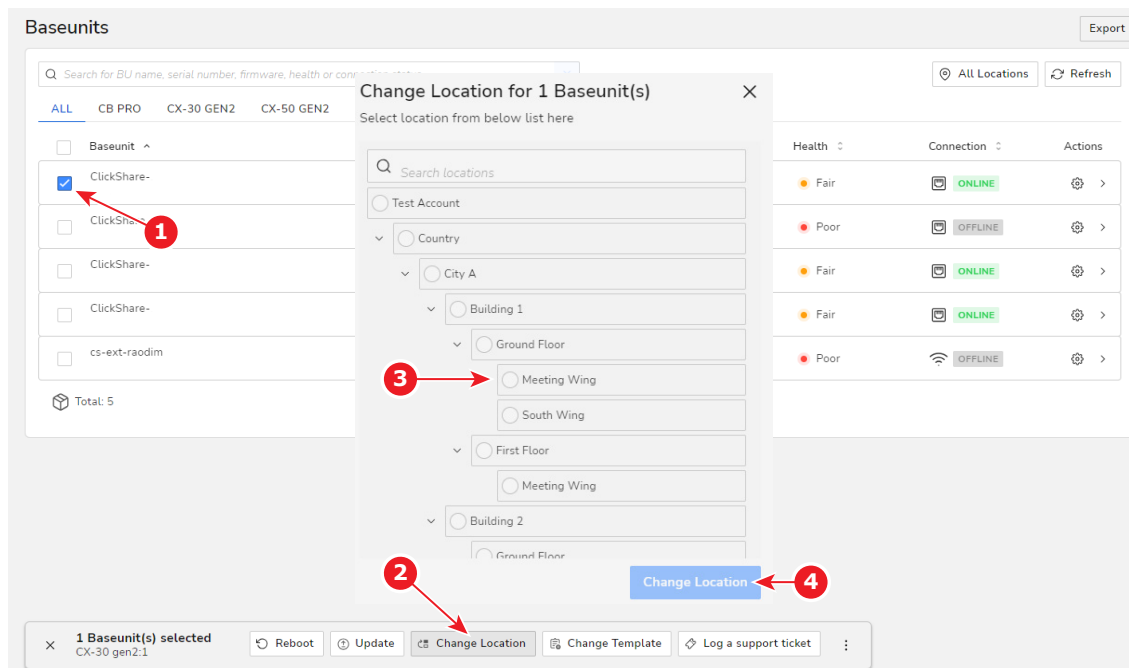 Baseunits
Export
Search for BU name, serial number, firmware, health or
All Locations
Refresh
ALL CB PRO CX-30 GEN2 CX-50 GEN2
Baseunit Health Connection Actions
ClickShare- Fair ONLINE
1
Poor OFFLINE
ClickShare- Fair ONLINE
ClickShare- Fair ONLINE
cs-ext-raodim Poor OFFLINE
Total: 5
Change Location for 1 Baseunit(s)
Select location from below list here
Search locations
Test Account
Country
City A
Building 1
Ground Floor
3 Meeting Wing
South Wing
First Floor
Meeting Wing
Building 2
Ground Floor
2
Change Location 4
1 Baseunit(s) selected
CX-30 gen2:1
Reboot Update Change Location Change Template Log a support ticket